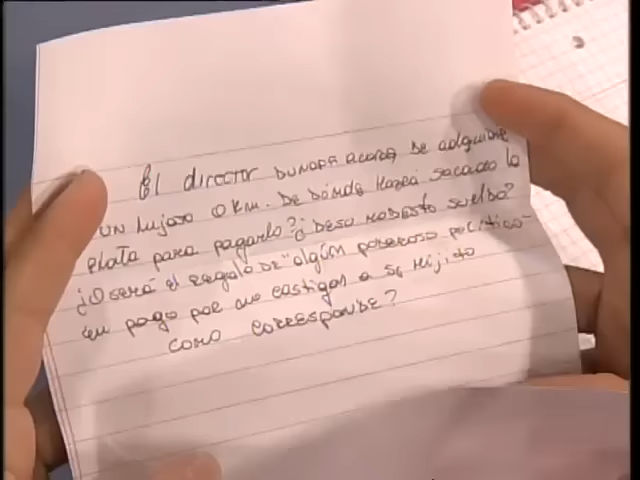 El director DUNOFF acaba de adquirir
un lujoso 0 km. De dónde habrá sacado la
plata para pagarlo? ¿De su modesto sueldo?
¿O será el regalo de "algún poderoso político"
en pago por no castigar a su hijito
como corresponde?